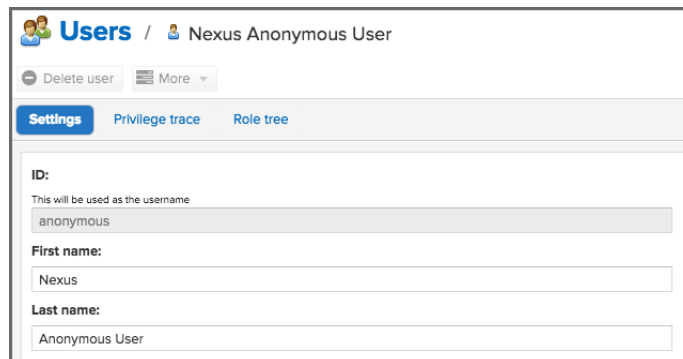 Users / Nexus Anonymous User
Delete user More
Settings Privilege trace Role tree
ID:
This will be used as the username
anonymous
First name:
Nexus
Last name:
Anonymous User